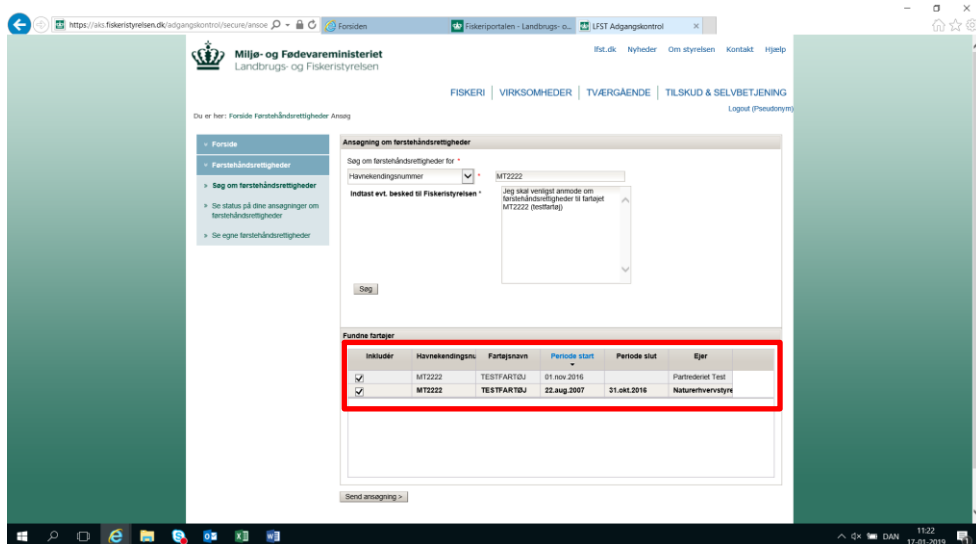 https://aks.fiskeristyrelsen.dk/adgangskontrol/secure/ansoe
Forsiden
Fiskeriportalen - Landbrugs- o...
LFST Adgangskontrol
Miljø- og Fødevareministeriet
Landbrugs- og Fiskeristyrelsen
lfst.dk Nyheder Om styrelsen Kontakt Hjælp
FISKERI VIRKSOMHEDER TVÆRGÅENDE TILSKUD & SELVBETJENING
Logout (Pseudonym)
Du er her: Forside Førstehåndsrettigheder Ansøg
Forside
Førstehåndsrettigheder
Søg om førstehåndsrettigheder
Se status på dine ansøgninger om
førstehåndsrettigheder
Se egne førstehåndsrettigheder
Ansøgning om førstehåndsrettigheder
Søg om førstehåndsrettigheder for *
Havnekendingsnummer * MT2222
Indtast evt. besked til Fiskeristyrelsen *
Jeg skal venligst anmode om
førstehåndsrettigheder til fartøjet
MT2222 (testfartøj)
Søg
Fundne fartøjer
Inkludér Havnekendingsnu Fartøjsnavn Periode start Periode slut Ejer
MT2222 TESTFARTØJ 01.nov.2016 Partrederiet Test
MT2222 TESTFARTØJ 22.aug.2007 31.okt.2016 Naturerhvervstyre
Send ansøgning >
DAN
11:22
17-01-2019